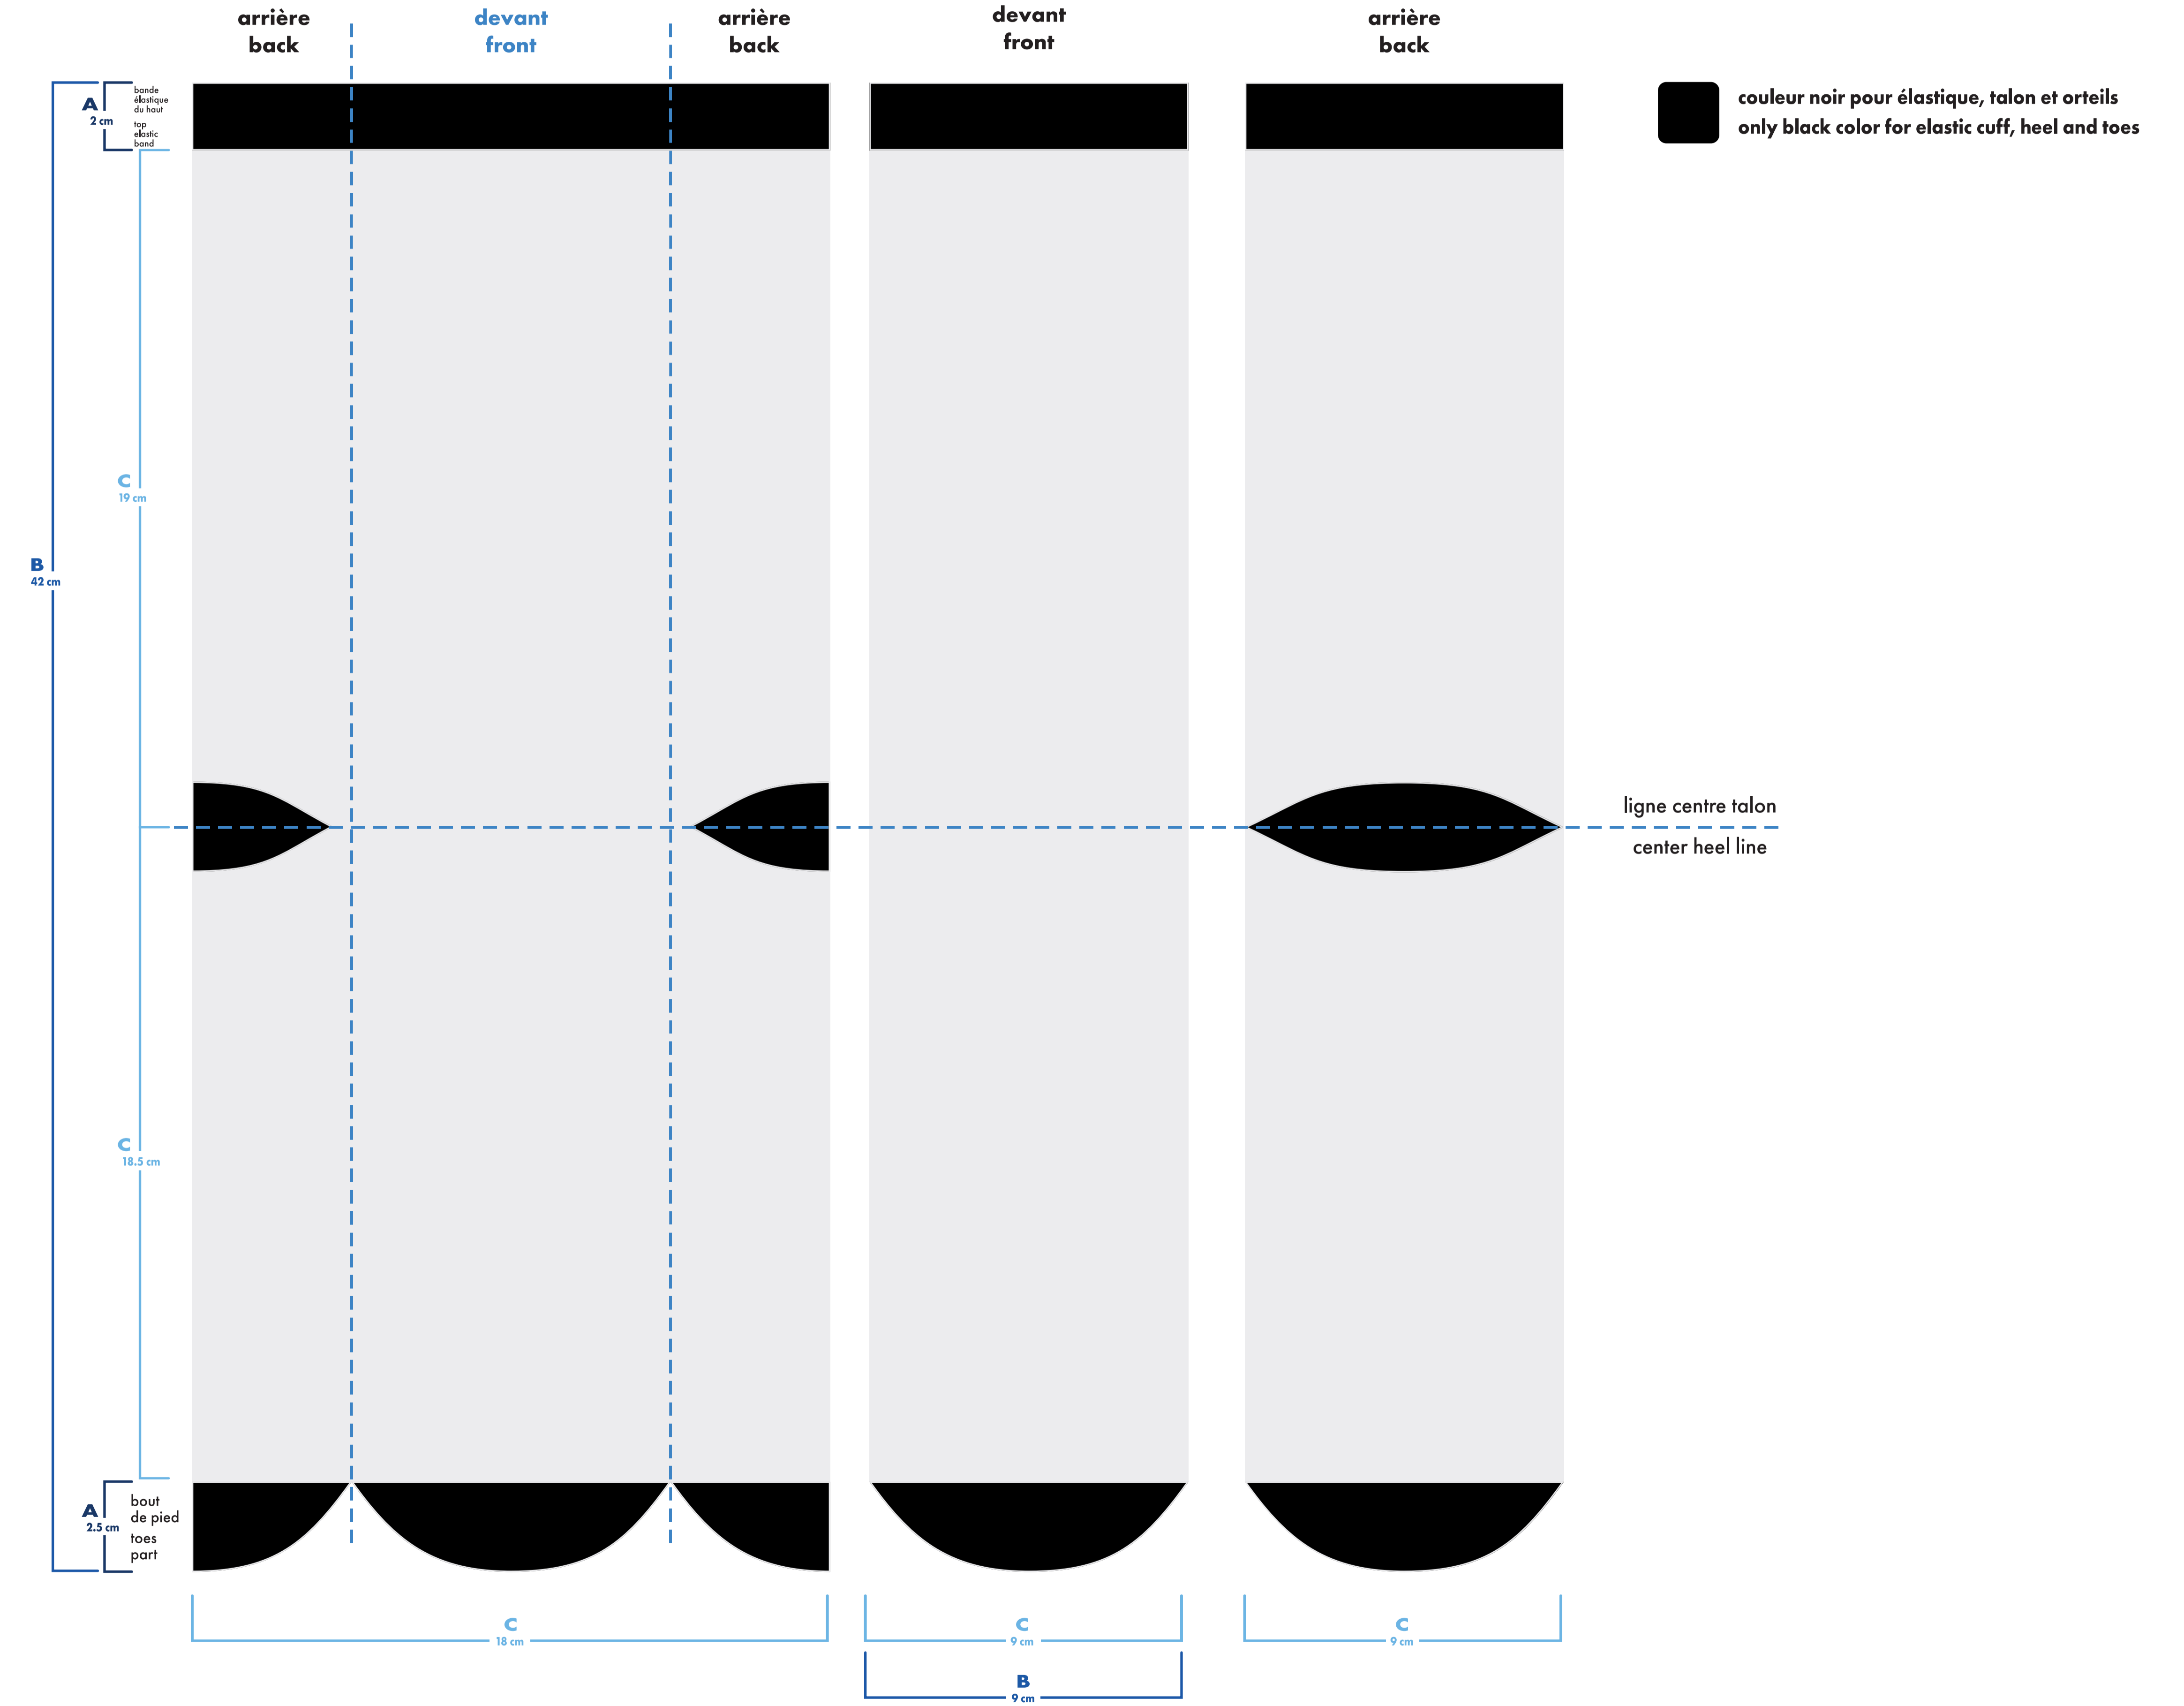 arrière
back
devant
front
arrière
back
devant
front
arrière
back
A
2 cm
bande
élastique
du haut
top
elastic
band
couleur noir pour élastique, talon et orteils
only black color for elastic cuff, heel and toes
C
19 cm
B
42 cm
ligne centre talon
center heel line
C
18.5 cm
A
2.5 cm
bout
de pied
toes
part
C
18 cm
C
9 cm
C
9 cm
B
9 cm